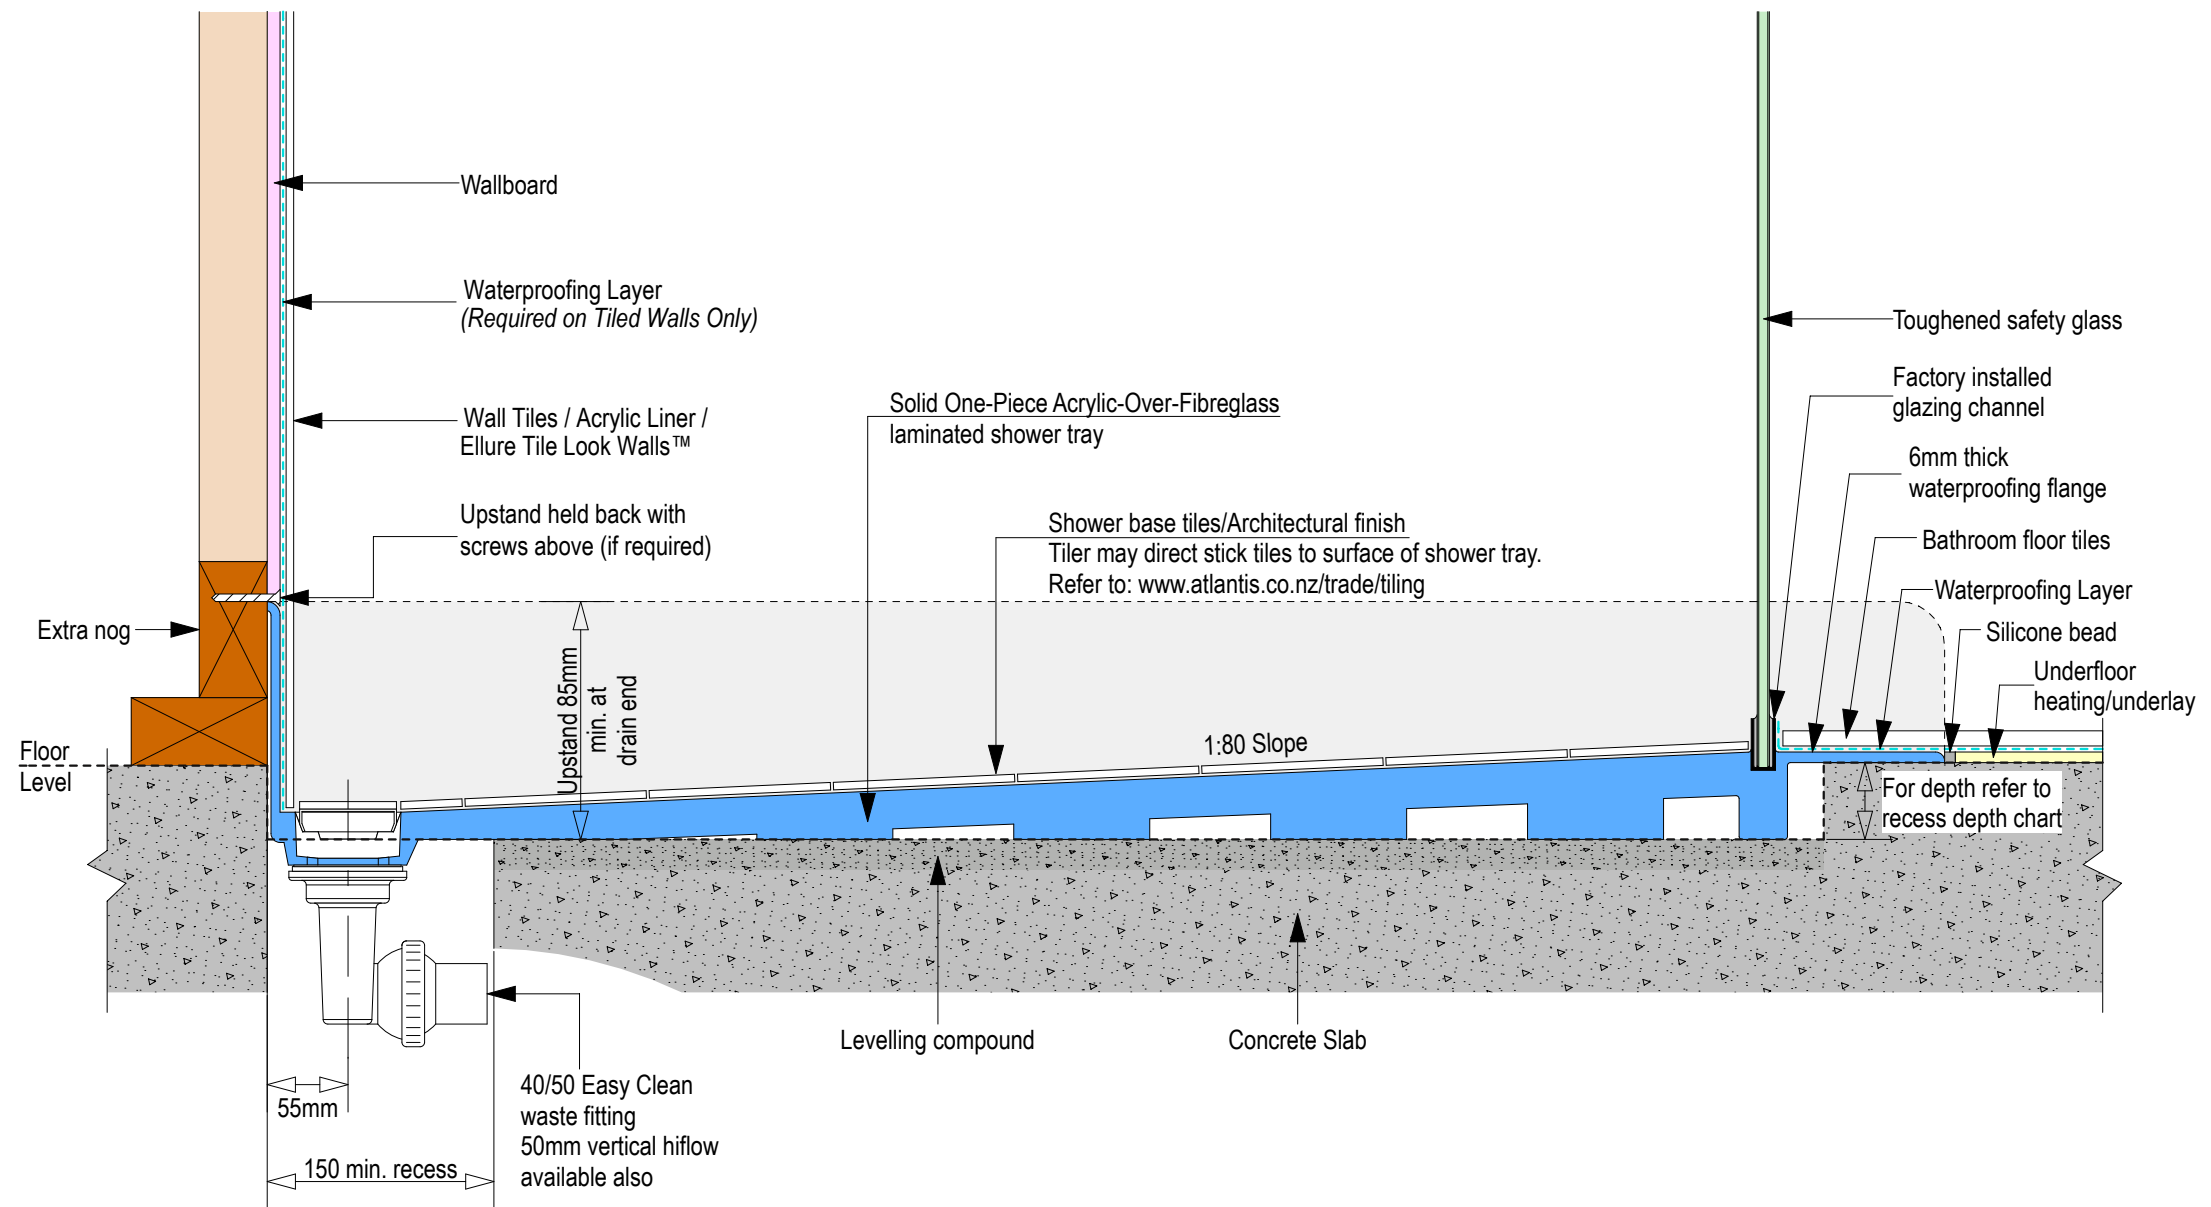 Wallboard
Waterproofing Layer
(Required on Tiled Walls Only)
Wall Tiles / Acrylic Liner /
Ellure Tile Look Walls™
Upstand held back with
screws above (if required)
Extra nog
Floor
Level
Upstand 85mm
min. at
drain end
Solid One-Piece Acrylic-Over-Fibreglass
laminated shower tray
Shower base tiles/Architectural finish
Tiler may direct stick tiles to surface of shower tray.
Refer to: www.atlantis.co.nz/trade/tiling
1:80 Slope
Toughened safety glass
Factory installed
glazing channel
6mm thick
waterproofing flange
Bathroom floor tiles
Waterproofing Layer
Silicone bead
Underfloor
heating/underlay
For depth refer to
recess depth chart
Levelling compound
Concrete Slab
40/50 Easy Clean
waste fitting
50mm vertical hiflow
available also
55mm
150 min. recess